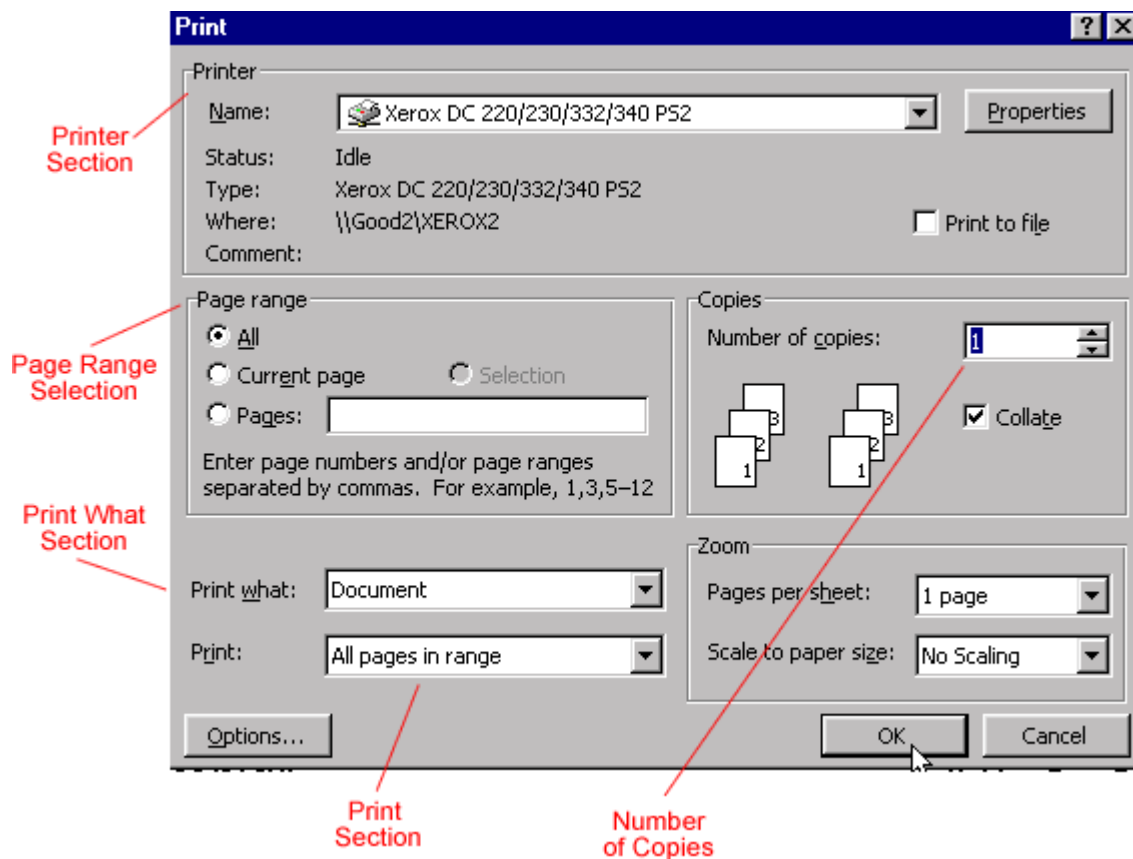 Print
Printer
Name: Xerox DC 220/230/332/340 PS2 Properties
Status: Idle
Type: Xerox DC 220/230/332/340 PS2
Where: \\Good2\XEROX2 Print to file
Comment:
Printer
Section
Page range
All
Current page Selection
Pages:
Enter page numbers and/or page ranges
separated by commas. For example, 1,3,5–12
Page Range
Selection
Copies
Number of copies: 1
3 3
2 2
1 1
Collate
Print What
Section
Print what: Document
Print: All pages in range
Zoom
Pages per sheet: 1 page
Scale to paper size: No Scaling
Options... OK Cancel
Print
Section
Number
of Copies